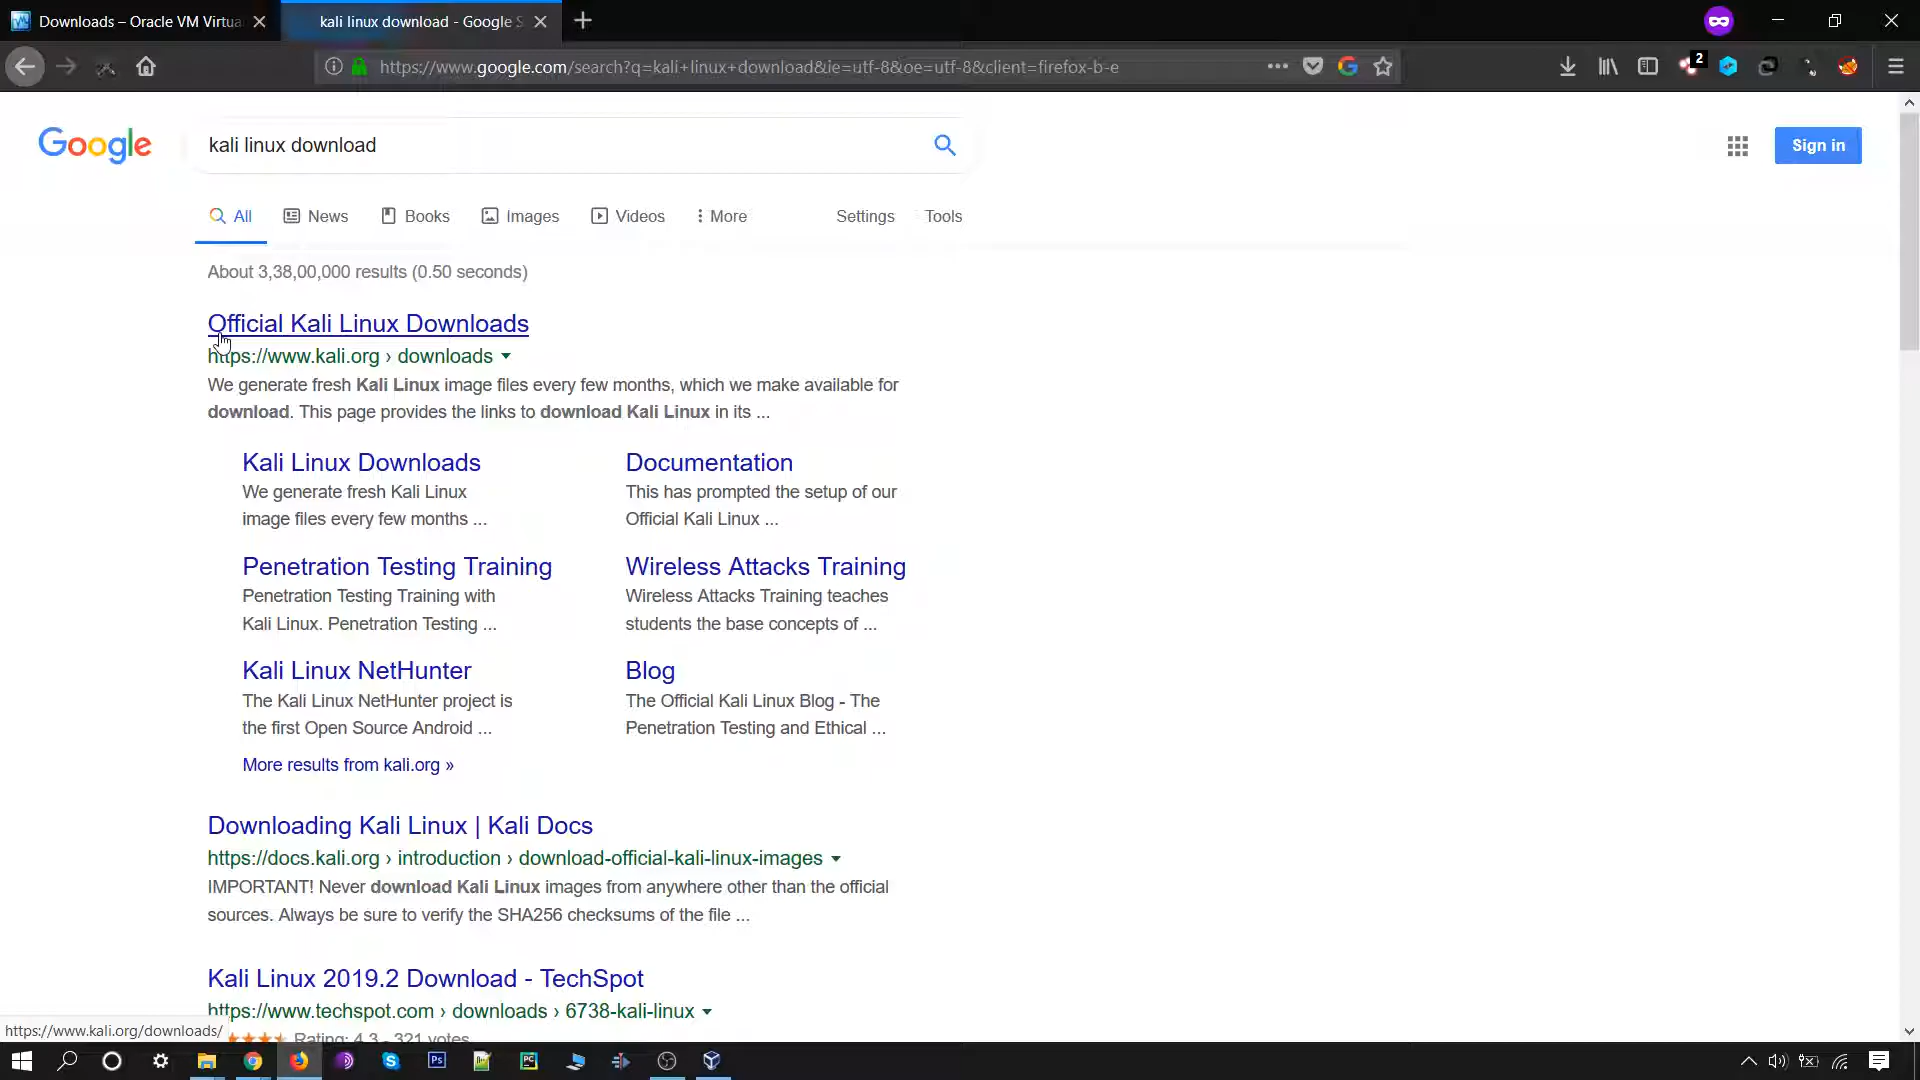 Downloads – Oracle VM Virtua
kali linux download - Google S
https://www.google.com/search?q=kali+linux+download&ie=utf-8&oe=utf-8&client=firefox-b-e
2
Google
kali linux download
Sign in
All
News
Books
Images
Videos
More
Settings
Tools
About 3,38,00,000 results (0.50 seconds)
Official Kali Linux Downloads
https://www.kali.org › downloads
We generate fresh Kali Linux image files every few months, which we make available for
download. This page provides the links to download Kali Linux in its ...
Kali Linux Downloads
We generate fresh Kali Linux
image files every few months ...
Documentation
This has prompted the setup of our
Official Kali Linux ...
Penetration Testing Training
Penetration Testing Training with
Kali Linux. Penetration Testing ...
Wireless Attacks Training
Wireless Attacks Training teaches
students the base concepts of ...
Kali Linux NetHunter
The Kali Linux NetHunter project is
the first Open Source Android ...
Blog
The Official Kali Linux Blog - The
Penetration Testing and Ethical ...
More results from kali.org »
Downloading Kali Linux | Kali Docs
https://docs.kali.org › introduction › download-official-kali-linux-images
IMPORTANT! Never download Kali Linux images from anywhere other than the official
sources. Always be sure to verify the SHA256 checksums of the file ...
Kali Linux 2019.2 Download - TechSpot
https://www.techspot.com › downloads › 6738-kali-linux
Rating: 4.3 - 321 votes
https://www.kali.org/downloads/
Ps
PC